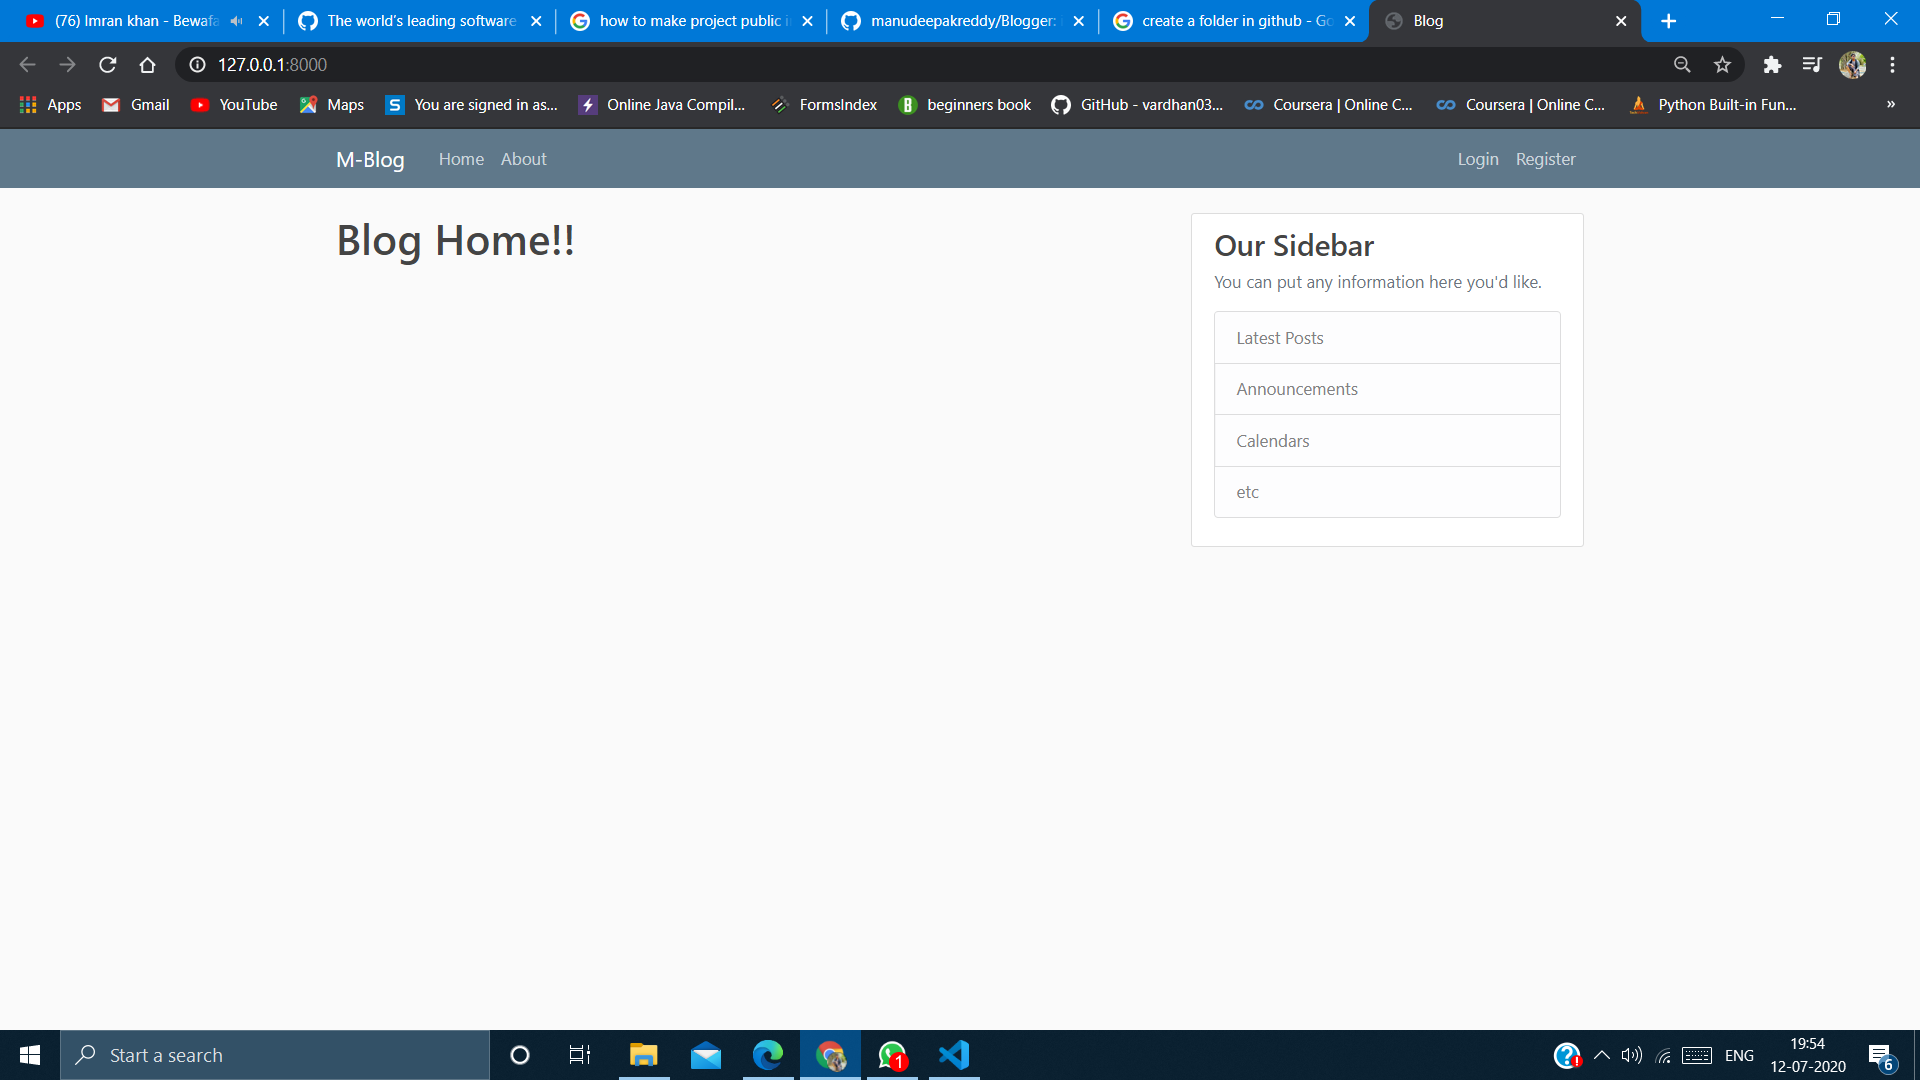 (76) Imran khan - Bewafa
The world's leading software
how to make project public i
manudeepakreddy/Blogger:
create a folder in github - Go
Blog
127.0.0.1:8000
Apps
Gmail
YouTube
Maps
You are signed in as...
Online Java Compil...
FormsIndex
beginners book
GitHub - vardhan03...
Coursera | Online C...
Coursera | Online C...
Python Built-in Fun...
»
M-Blog
Home
About
Login
Register
Blog Home!!
Our Sidebar
You can put any information here you'd like.
Latest Posts
Announcements
Calendars
etc
Start a search
1
ENG
19:54
12-07-2020
6